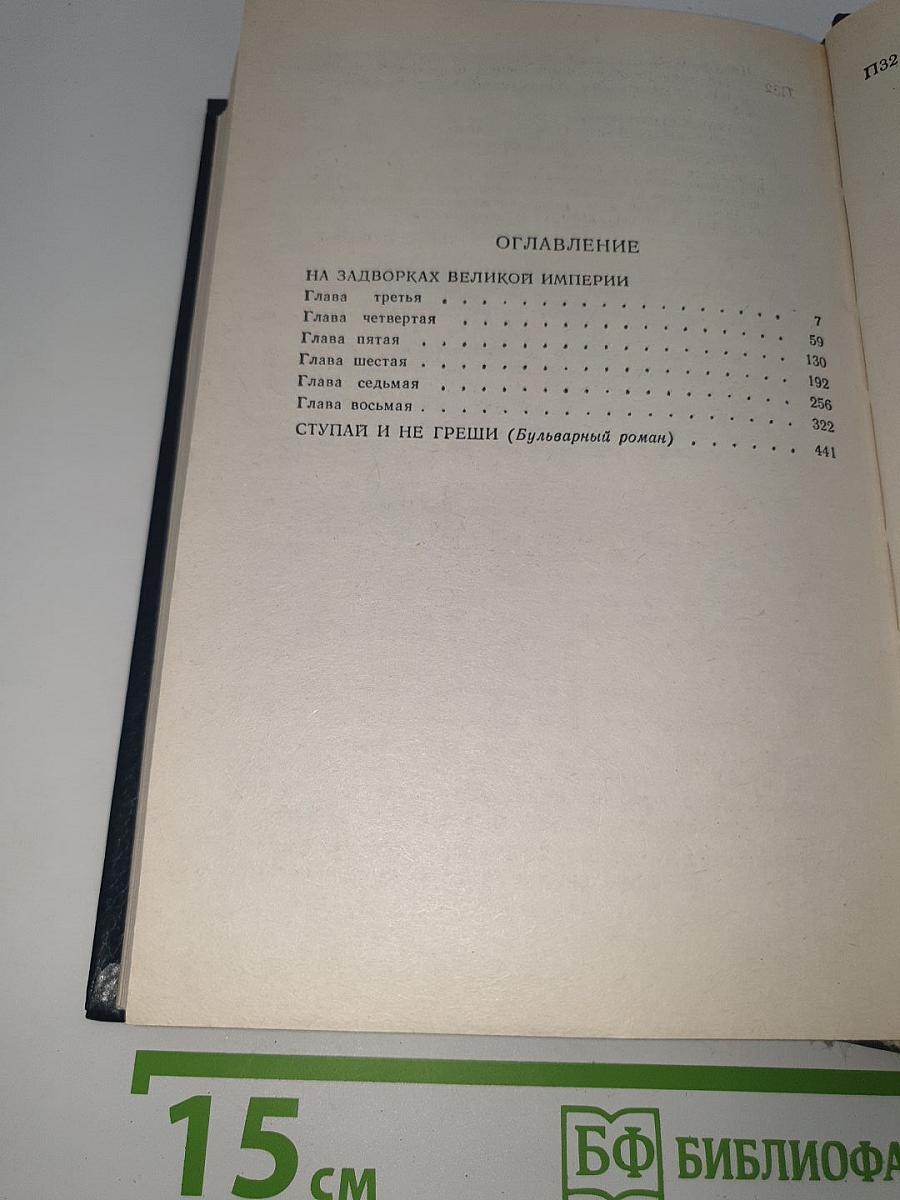 П32
ОГЛАВЛЕНИЕ
НА ЗАДВОРКАХ ВЕЛИКОЙ ИМПЕРИИ
Глава третья . . . . . . . . . . . . . . . . . . 7
Глава четвертая . . . . . . . . . . . . . . . . . 59
Глава пятая . . . . . . . . . . . . . . . . . . . 130
Глава шестая . . . . . . . . . . . . . . . . . . . 192
Глава седьмая . . . . . . . . . . . . . . . . . . 256
Глава восьмая . . . . . . . . . . . . . . . . . . . 322
СТУПАЙ И НЕ ГРЕШИ (Бульварный роман) . . . . . . 441
15 см
БФ БИБЛИОФА